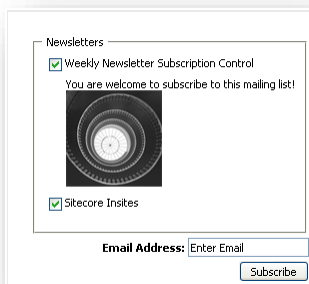 Newsletters
Weekly Newsletter Subscription Control
You are welcome to subscribe to this mailing list!
Sitecore Insites
Email Address: Enter Email
Subscribe